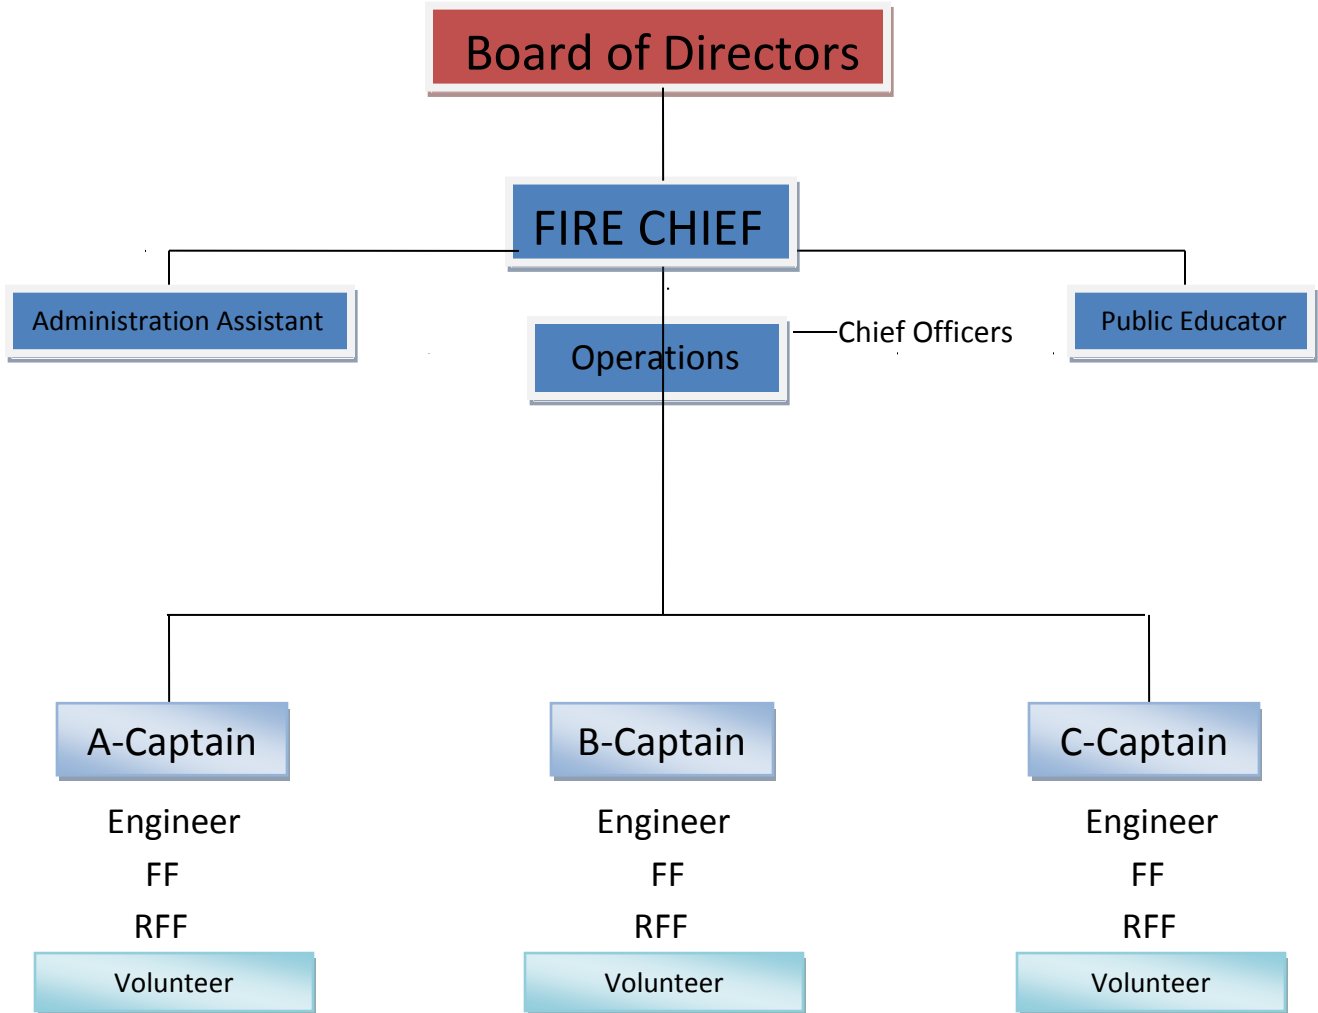 Board of Directors
FIRE CHIEF
Administration Assistant
Operations
Chief Officers
Public Educator
A-Captain
B-Captain
C-Captain
Engineer
Engineer
Engineer
FF
FF
FF
RFF
RFF
RFF
Volunteer
Volunteer
Volunteer